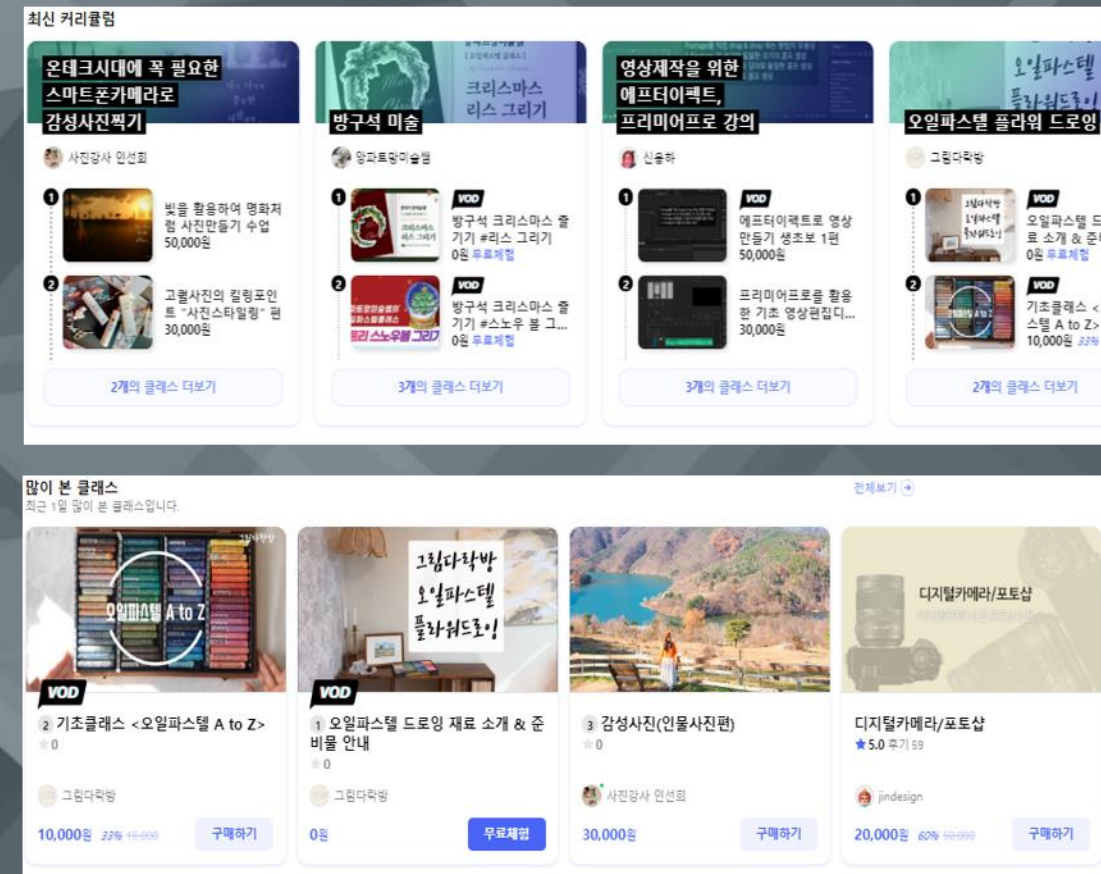 최신 커리큘럼
온테크시대에 꼭 필요한
스마트폰카메라로
감성사진찍기
사진강사 인선희
1
빛을 활용하여 명화처
럼 사진만들기 수업
50,000원
2
고퀄사진의 킬링포인
트 "사진스타일링" 편
30,000원
2개의 클래스 더보기
크리스마스
리스 그리기
방구석 미술
앙파트랑미술쌤
1
VOD
방구석 크리스마스 즐
기기 #리스 그리기
0원 무료체험
2
VOD
방구석 크리스마스 즐
기기 #스노우 볼 그...
0원 무료체험
3개의 클래스 더보기
영상제작을 위한
에프터이펙트,
프리미어프로 강의
신용하
1
VOD
에프터이팩트로 영상
만들기 생초보 1편
50,000원
2
프리미어프로를 활용
한 기초 영상편집디...
30,000원
3개의 클래스 더보기
오일파스텔
플라워드로잉
오일파스텔 플라워 드로잉
그림다락방
1
VOD
오일파스텔 드
료 소개 & 준비
0원 무료체험
2
VOD
기초클래스 <
스텔 A to Z>
10,000원 33%
2개의 클래스 더보기
많이 본 클래스
최근 1일 많이 본 클래스입니다.
전체보기
그림다락방
오일파스텔 A to Z
VOD
2 기초클래스 <오일파스텔 A to Z>
0
그림다락방
10,000원 33% 15,000
구매하기
그림다락방
오일파스텔
플라워드로잉
VOD
1 오일파스텔 드로잉 재료 소개 & 준
비물 안내
0
그림다락방
0원
무료체험
3 감성사진(인물사진편)
0
사진강사 인선희
30,000원
구매하기
디지털카메라/포토샵
디지털카메라/포토샵
5.0 후기 59
jindesign
20,000원 60% 50,000
구매하기